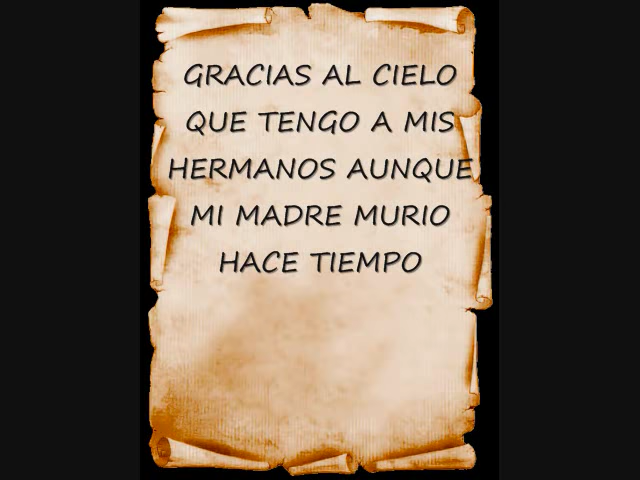 GRACIAS AL CIELO
QUE TENGO A MIS
HERMANOS AUNQUE
MI MADRE MURIO
HACE TIEMPO